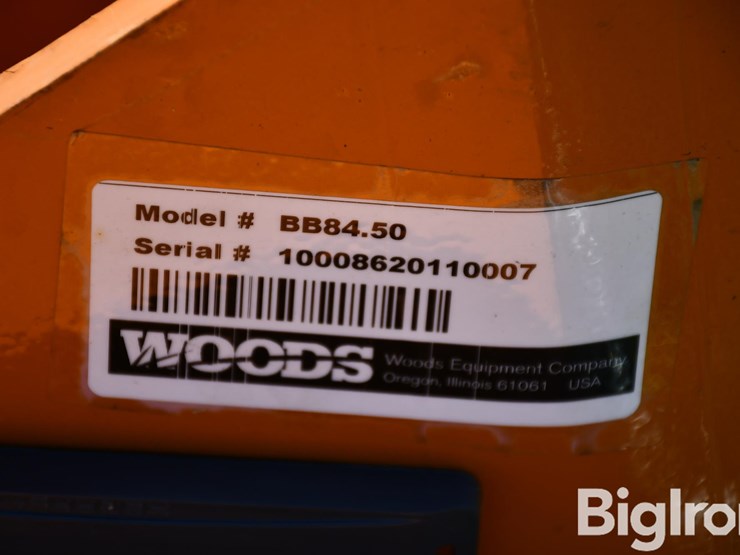 Model # BB84.50
Serial # 10008620110007
WOODS
Woods Equipment Company
Oregon, Illinois 61061 USA
BigIron